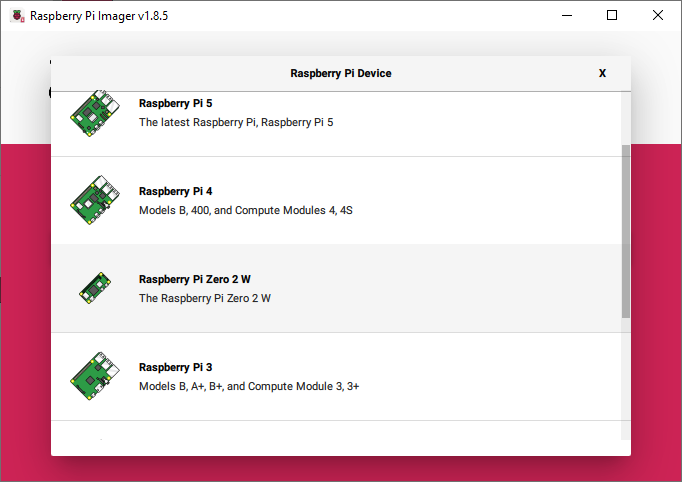 Raspberry Pi Imager v1.8.5
Raspberry Pi Device
X
Raspberry Pi 5
The latest Raspberry Pi, Raspberry Pi 5
Raspberry Pi 4
Models B, 400, and Compute Modules 4, 4S
Raspberry Pi Zero 2 W
The Raspberry Pi Zero 2 W
Raspberry Pi 3
Models B, A+, B+, and Compute Module 3, 3+